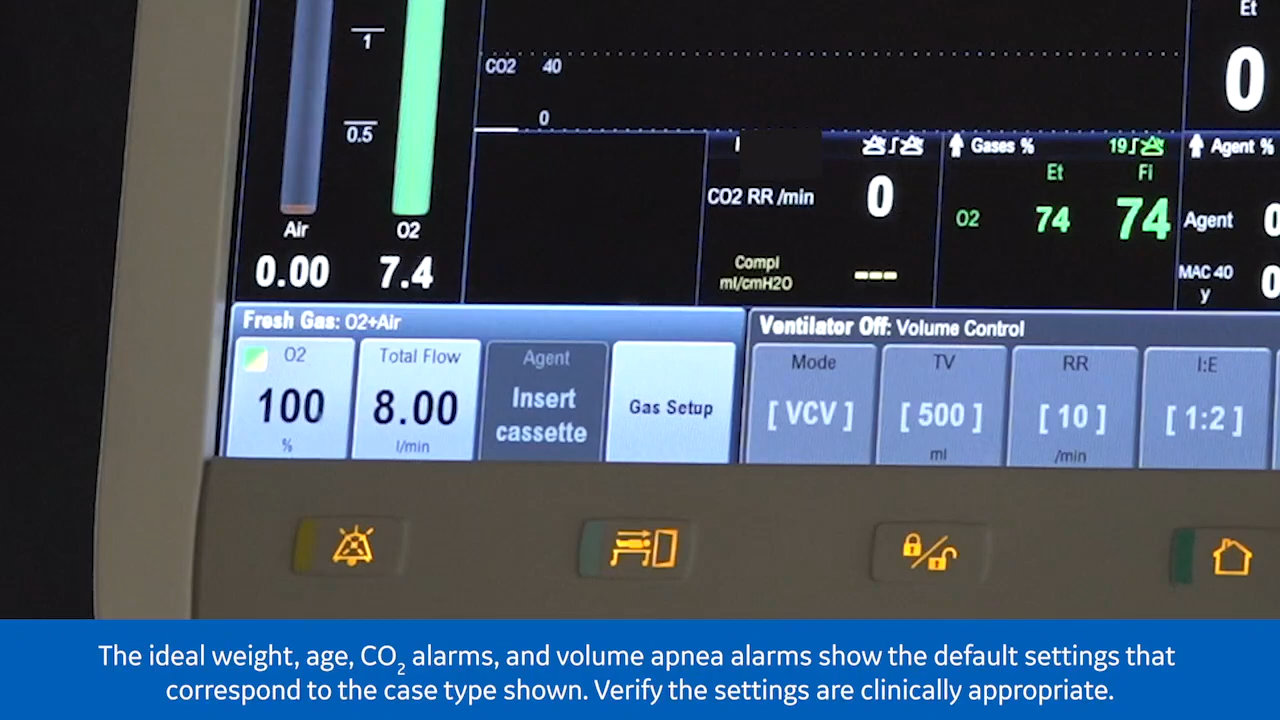 Et
0
1
0.5
CO2 40
0
Air
O2
0.00
7.4
CO2 RR /min
0
Compl
ml/cmH2O
---
Gases %
19
Et
Fi
O2
74
74
Agent %
Agent
0
MAC 40
y
0
Fresh Gas: O2+Air
O2
100
%
Total Flow
8.00
l/min
Agent
Insert
cassette
Gas Setup
Ventilator Off: Volume Control
Mode
[ VCV ]
TV
[ 500 ]
ml
RR
[ 10 ]
/min
I:E
[ 1:2 ]
The ideal weight, age, CO₂ alarms, and volume apnea alarms show the default settings that
correspond to the case type shown. Verify the settings are clinically appropriate.